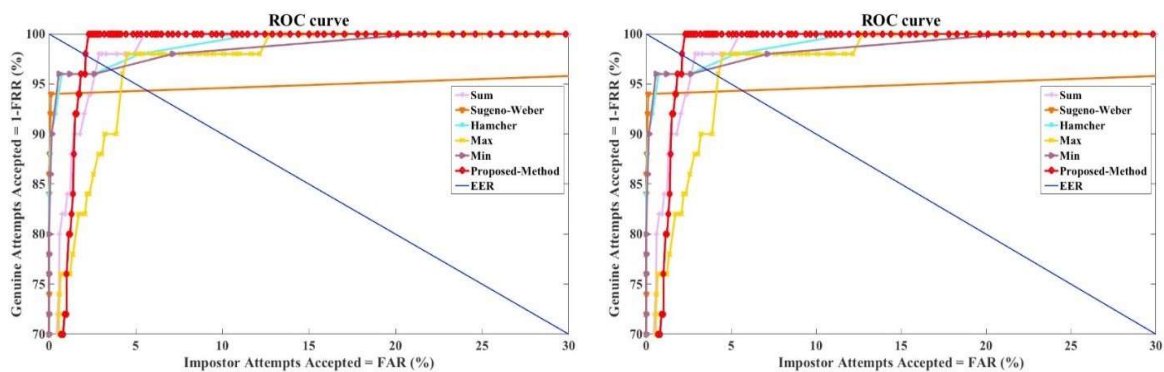 ROC curve
Genuine Attempts Accepted = 1-FRR (%)
100
95
90
85
80
75
70
Sum
Sugeno-Weber
Hamcher
Max
Min
Proposed-Method
EER
0
5
10
15
20
25
30
Impostor Attempts Accepted = FAR (%)
ROC curve
Genuine Attempts Accepted = 1-FRR (%)
100
95
90
85
80
75
70
Sum
Sugeno-Weber
Hamcher
Max
Min
Proposed-Method
EER
0
5
10
15
20
25
30
Impostor Attempts Accepted = FAR (%)